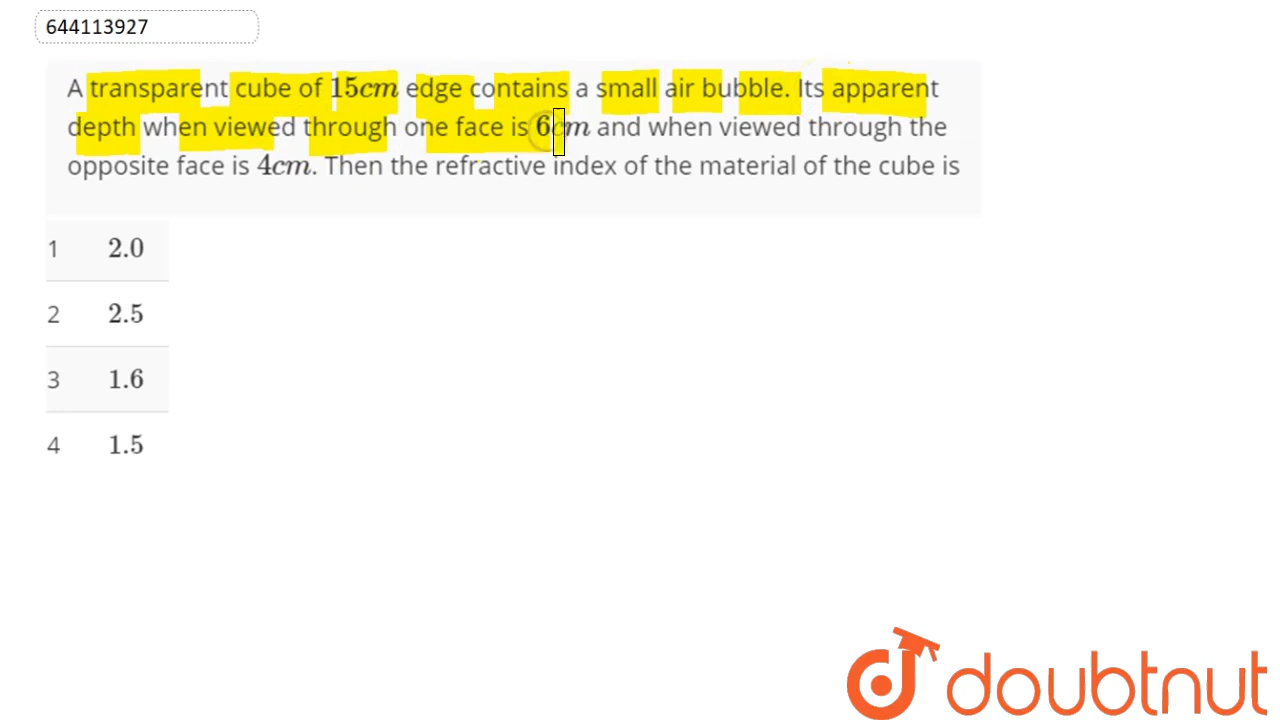 644113927
A transparent cube of 15cm edge contains a small air bubble. Its apparent
depth when viewed through one face is 6cm and when viewed through the
opposite face is 4cm. Then the refractive index of the material of the cube is
1 2.0
2 2.5
3 1.6
4 1.5
doubtnut